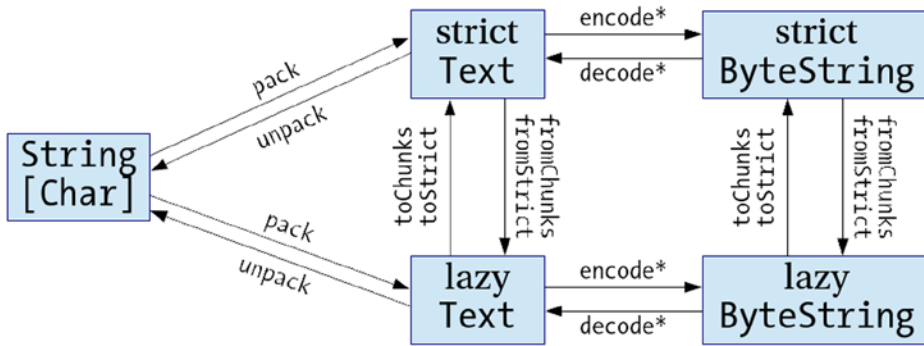 strict
Text
encode*
decode*
strict
ByteString
pack
unpack
String
[Char]
toChunks
toStrict
fromChunks
fromStrict
toChunks
toStrict
fromChunks
fromStrict
pack
unpack
lazy
Text
encode*
decode*
lazy
ByteString